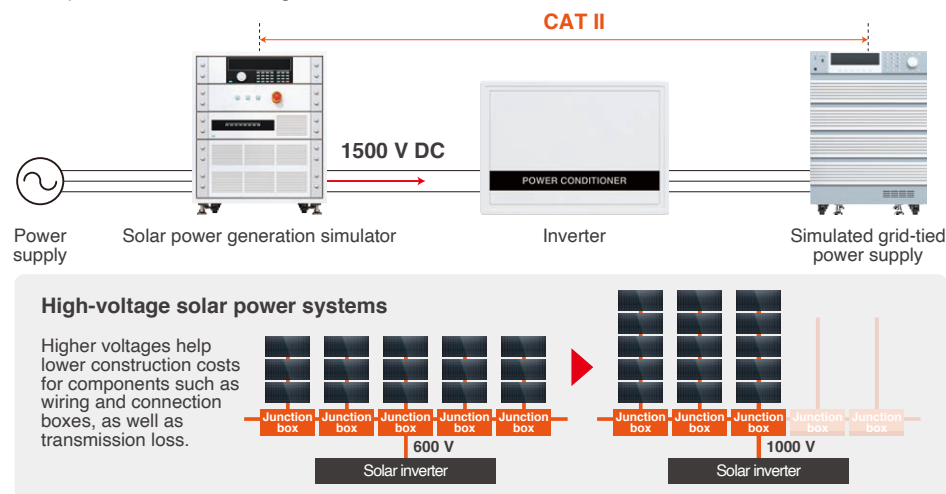 CAT II
1500 V DC
POWER CONDITIONER
Power
supply
Solar power generation simulator
Inverter
Simulated grid-tied
power supply
High-voltage solar power systems
Higher voltages help
lower construction costs
for components such as
wiring and connection
boxes, as well as
transmission loss.
Junction
box
Junction
box
Junction
box
Junction
box
Junction
box
600 V
Solar inverter
Junction
box
Junction
box
Junction
box
Junction
box
Junction
box
1000 V
Solar inverter